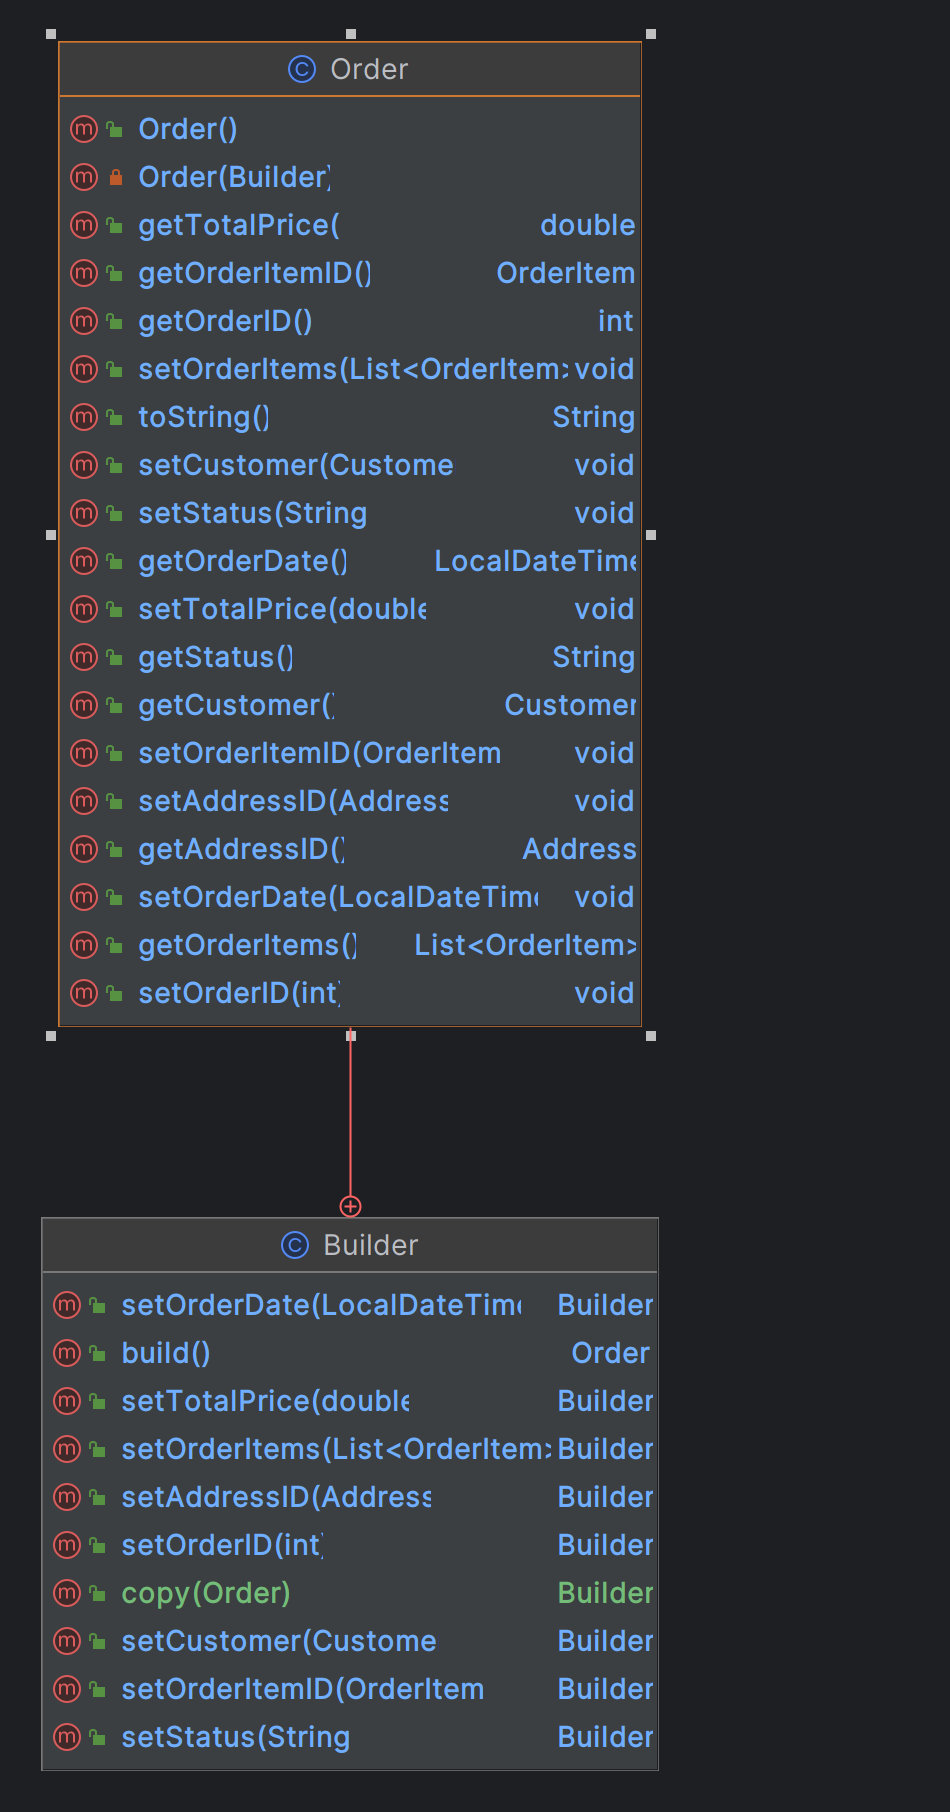 Order
Order()
Order(Builder)
getTotalPrice( double
getOrderItemID() OrderItem
getOrderID() int
setOrderItems(List<OrderItem> void
toString() String
setCustomer(Custome void
setStatus(String void
getOrderDate() LocalDateTime
setTotalPrice(double void
getStatus() String
getCustomer() Customer
setOrderItemID(OrderItem void
setAddressID(Address void
getAddressID() Address
setOrderDate(LocalDateTime void
getOrderItems() List<OrderItem>
setOrderID(int) void
Builder
setOrderDate(LocalDateTime Builder
build() Order
setTotalPrice(double Builder
setOrderItems(List<OrderItem> Builder
setAddressID(Address Builder
setOrderID(int) Builder
copy(Order) Builder
setCustomer(Custome Builder
setOrderItemID(OrderItem Builder
setStatus(String Builder